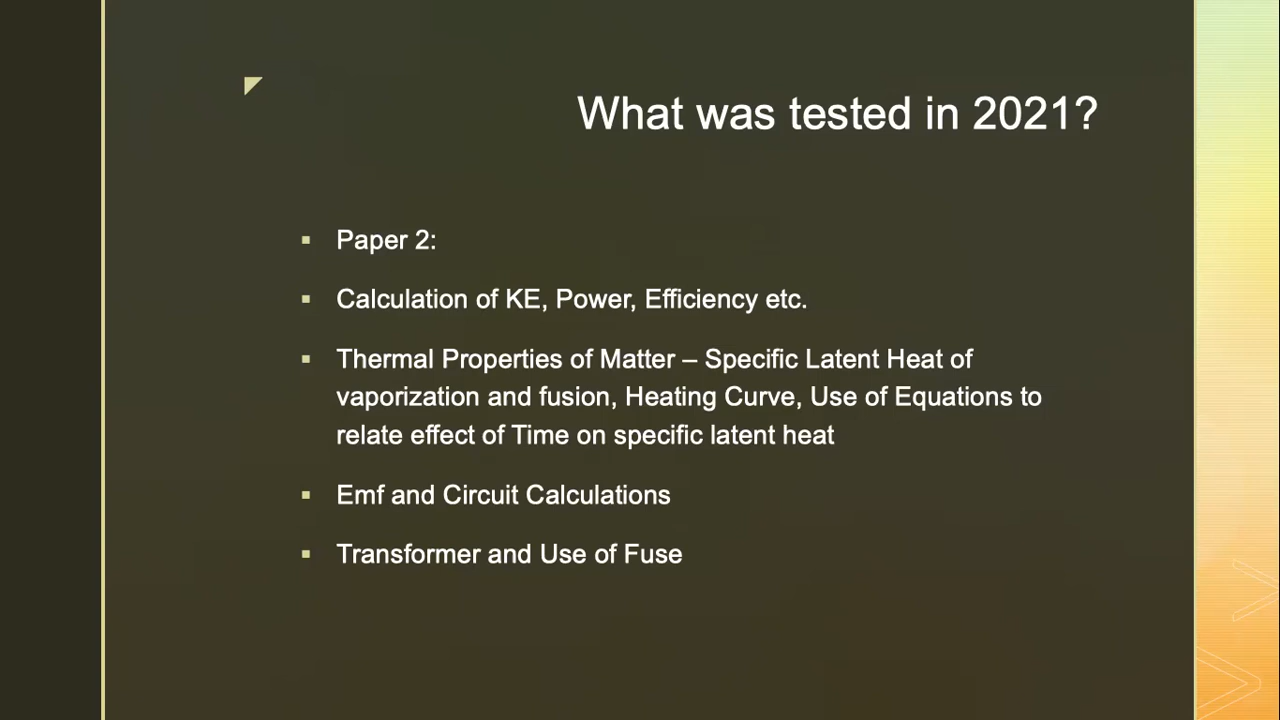 What was tested in 2021?
▪ Paper 2:
▪ Calculation of KE, Power, Efficiency etc.
▪ Thermal Properties of Matter – Specific Latent Heat of
vaporization and fusion, Heating Curve, Use of Equations to
relate effect of Time on specific latent heat
▪ Emf and Circuit Calculations
▪ Transformer and Use of Fuse